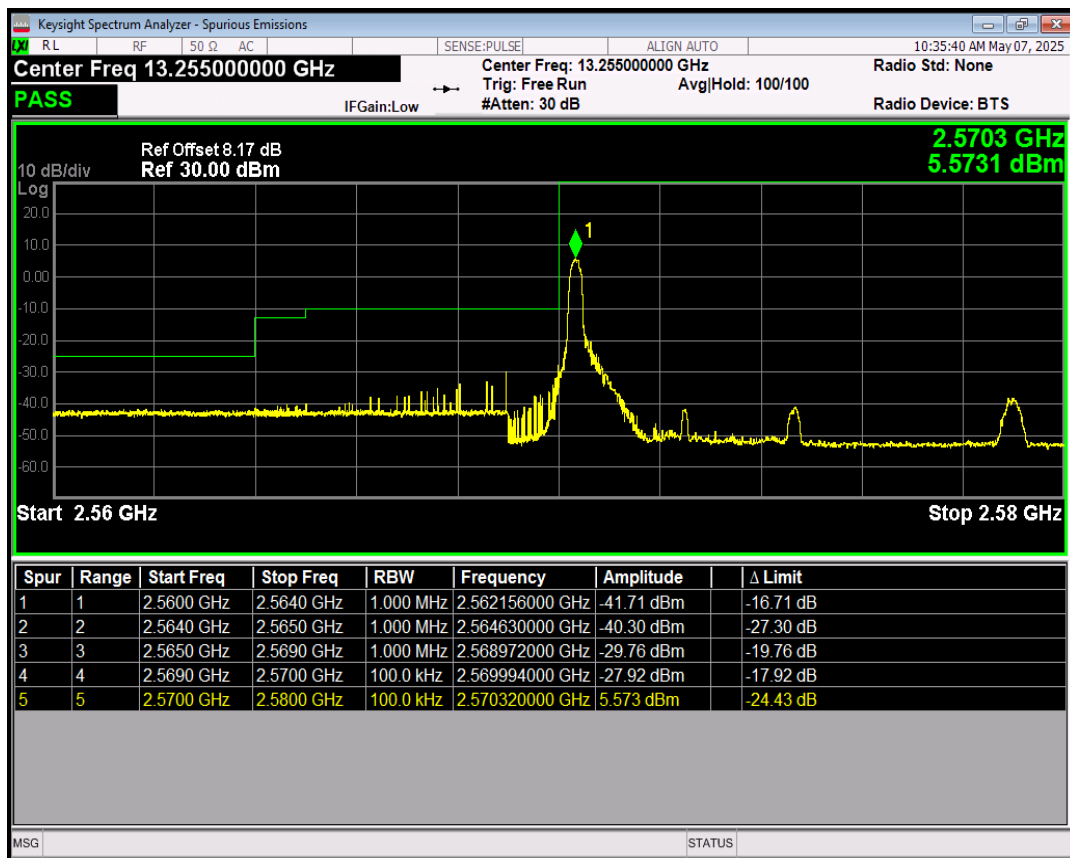 Keysight Spectrum Analyzer - Spurious Emissions
LXI RL RF 50 Ω AC SENSE:PULSE ALIGN AUTO 10:35:40 AM May 07, 2025
Center Freq 13.255000000 GHz Center Freq: 13.255000000 GHz Radio Std: None
Trig: Free Run Avg|Hold: 100/100
PASS IFGain:Low #Atten: 30 dB Radio Device: BTS
2.5703 GHz
Ref Offset 8.17 dB
5.5731 dBm
10 dB/div Ref 30.00 dBm
Log
20.0
1
10.0
0.00
-10.0
-20.0
-30.0
-40.0
-50.0
-60.0
Start 2.56 GHz Stop 2.58 GHz
Spur Range Start Freq Stop Freq RBW Frequency Amplitude Δ Limit
1 1 2.5600 GHz 2.5640 GHz 1.000 MHz 2.562156000 GHz -41.71 dBm -16.71 dB
2 2 2.5640 GHz 2.5650 GHz 1.000 MHz 2.564630000 GHz -40.30 dBm -27.30 dB
3 3 2.5650 GHz 2.5690 GHz 1.000 MHz 2.568972000 GHz -29.76 dBm -19.76 dB
4 4 2.5690 GHz 2.5700 GHz 100.0 kHz 2.569994000 GHz -27.92 dBm -17.92 dB
5 5 2.5700 GHz 2.5800 GHz 100.0 kHz 2.570320000 GHz 5.573 dBm -24.43 dB
MSG STATUS